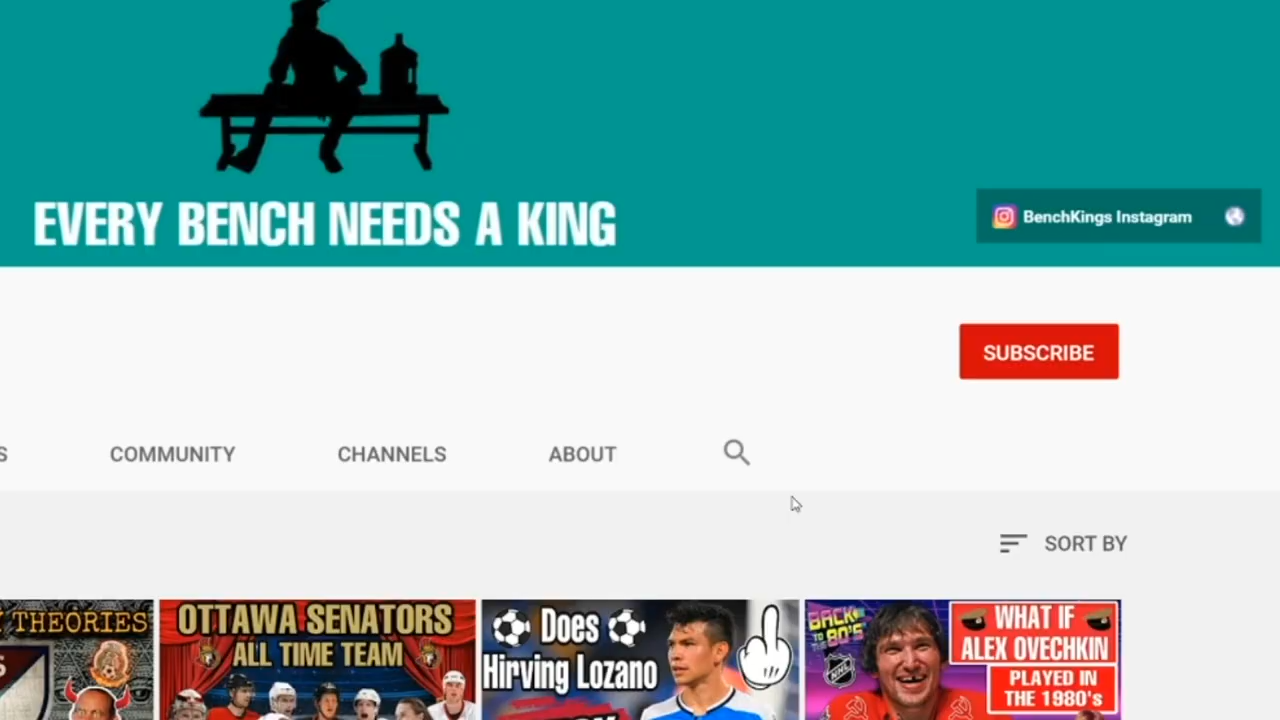 EVERY BENCH NEEDS A KING
BenchKings Instagram
SUBSCRIBE
S
COMMUNITY
CHANNELS
ABOUT
SORT BY
THEORIES
OTTAWA SENATORS
ALL TIME TEAM
Does
Hirving Lozano
BACK
TO THE 80'S
NHL
WHAT IF
ALEX OVECHKIN
PLAYED IN
THE 1980's